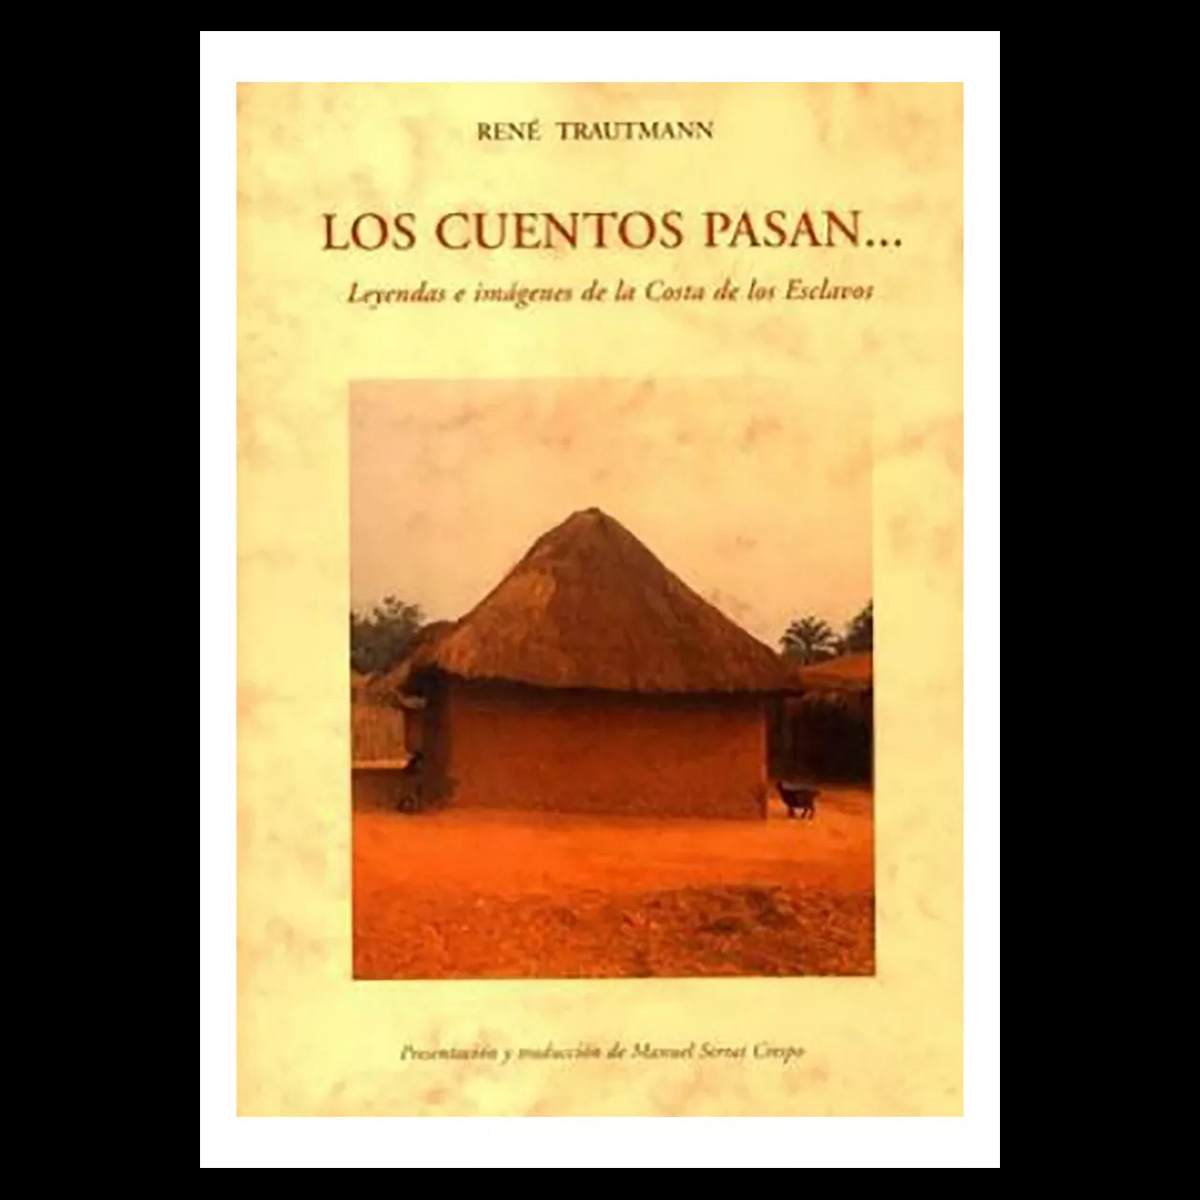 RENÉ TRAUTMANN
LOS CUENTOS PASAN...
Leyendas e imágenes de la Costa de los Esclavos
Presentación y traducción de Manuel Serrat Crespo